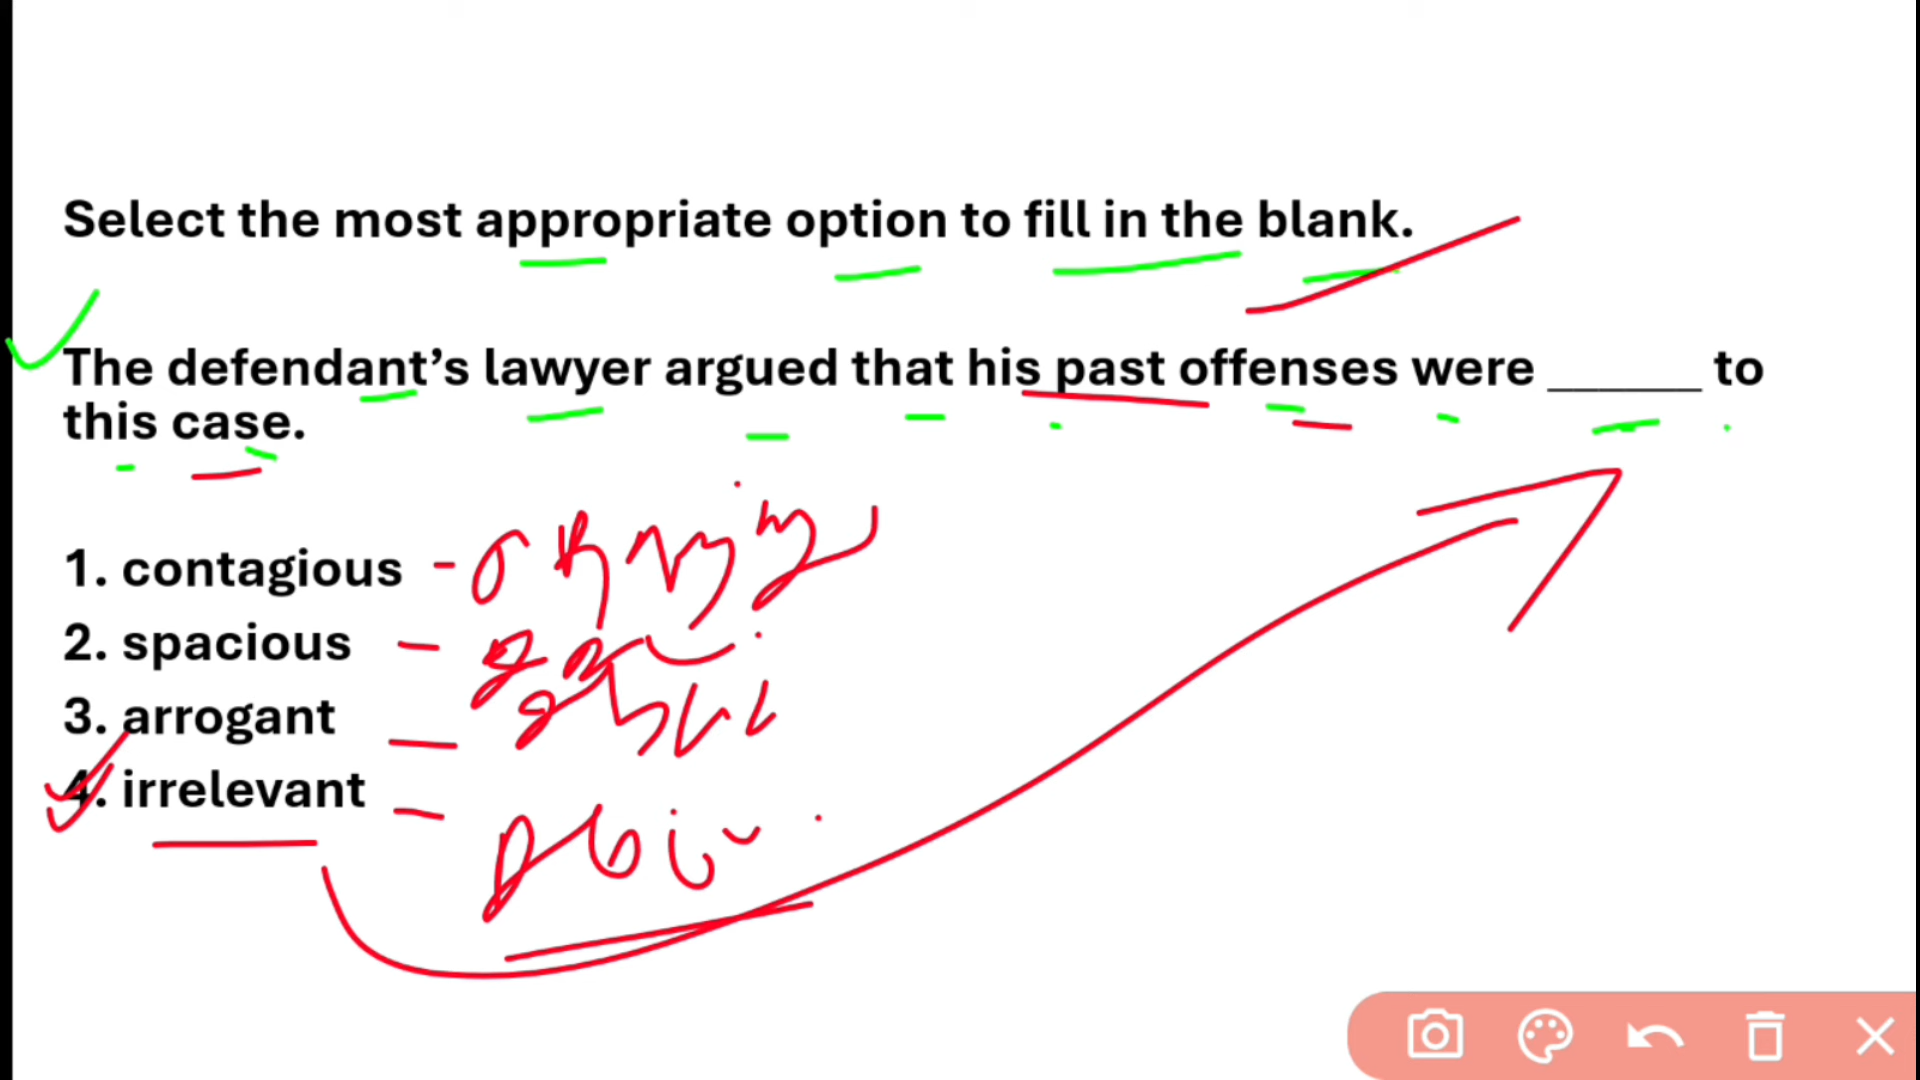 Select the most appropriate option to fill in the blank.
The defendant’s lawyer argued that his past offenses were ______ to
this case.
1. contagious -
2. spacious -
3. arrogant -
4. irrelevant -